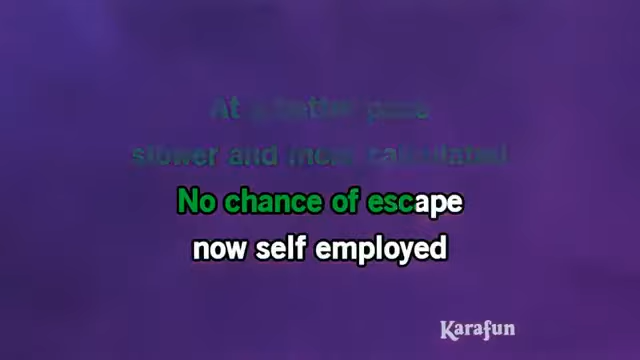 At a better pace
slower and more calculated
No chance of escape
now self employed
Karafun